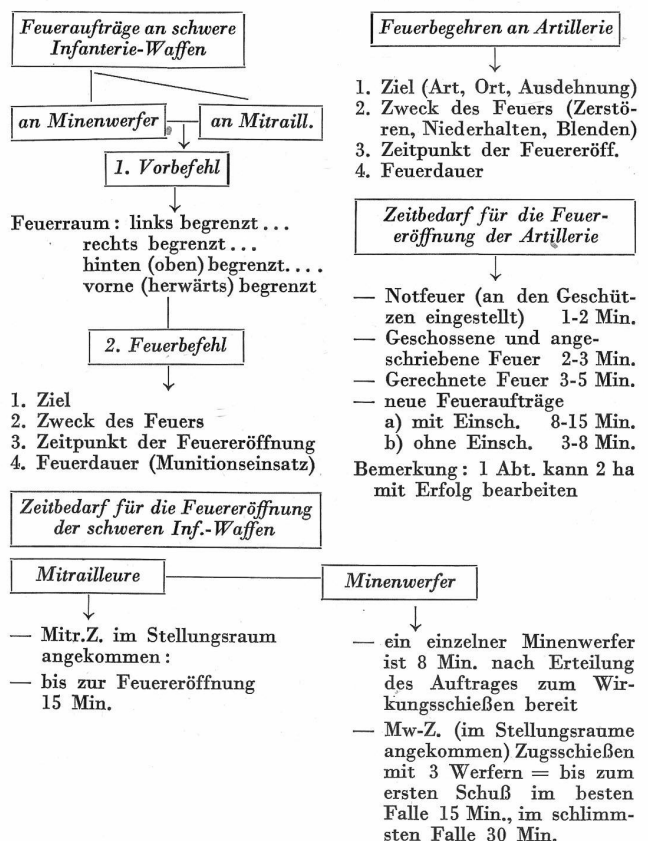 Feueraufträge an schwere
Infanterie-Waffen
an Minenwerfer
an Mitraill.
1. Vorbefehl
Feuerraum: links begrenzt...
rechts begrenzt...
hinten (oben) begrenzt....
vorne (herwärts) begrenzt
2. Feuerbefehl
1. Ziel
2. Zweck des Feuers
3. Zeitpunkt der Feuereröffnung
4. Feuerdauer (Munitionseinsatz)
Feuerbegehren an Artillerie
1. Ziel (Art, Ort, Ausdehnung)
2. Zweck des Feuers (Zerstö-
ren, Niederhalten, Blenden)
3. Zeitpunkt der Feuereröff.
4. Feuerdauer
Zeitbedarf für die Feuer-
eröffnung der Artillerie
— Notfeuer (an den Geschüt-
zen eingestellt) 1-2 Min.
— Geschossene und ange-
schriebene Feuer 2-3 Min.
— Gerechnete Feuer 3-5 Min.
— neue Feueraufträge
a) mit Einsch. 8-15 Min.
b) ohne Einsch. 3-8 Min.
Bemerkung: 1 Abt. kann 2 ha
mit Erfolg bearbeiten
Zeitbedarf für die Feuereröffnung
der schweren Inf.-Waffen
Mitrailleure
— Mitr.Z. im Stellungsraum
angekommen:
— bis zur Feuereröffnung
15 Min.
Minenwerfer
— ein einzelner Minenwerfer
ist 8 Min. nach Erteilung
des Auftrages zum Wir-
kungsschießen bereit
— Mw-Z. (im Stellungsraume
angekommen) Zugsschießen
mit 3 Werfern = bis zum
ersten Schuß im besten
Falle 15 Min., im schlimm-
sten Falle 30 Min.